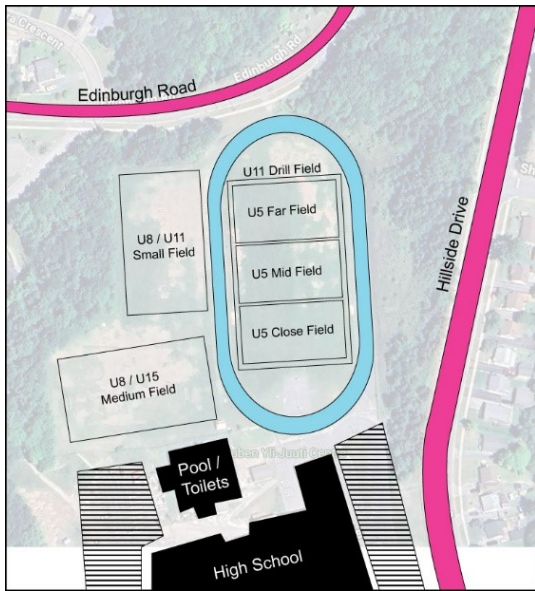 Edinburgh Road
Edinburgh Rd
U11 Drill Field
U5 Far Field
U8 / U11
Small Field
U5 Mid Field
Hillside Drive
U5 Close Field
U8 / U15
Medium Field
Pool /
Toilets
High School